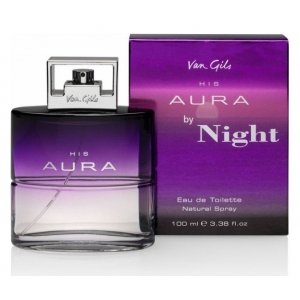 Van Gils
HIS
AURA
Van Gils
HIS
AURA
by
Night
Eau de Toilette
Natural Spray
100 ml e 3.38 fl.oz